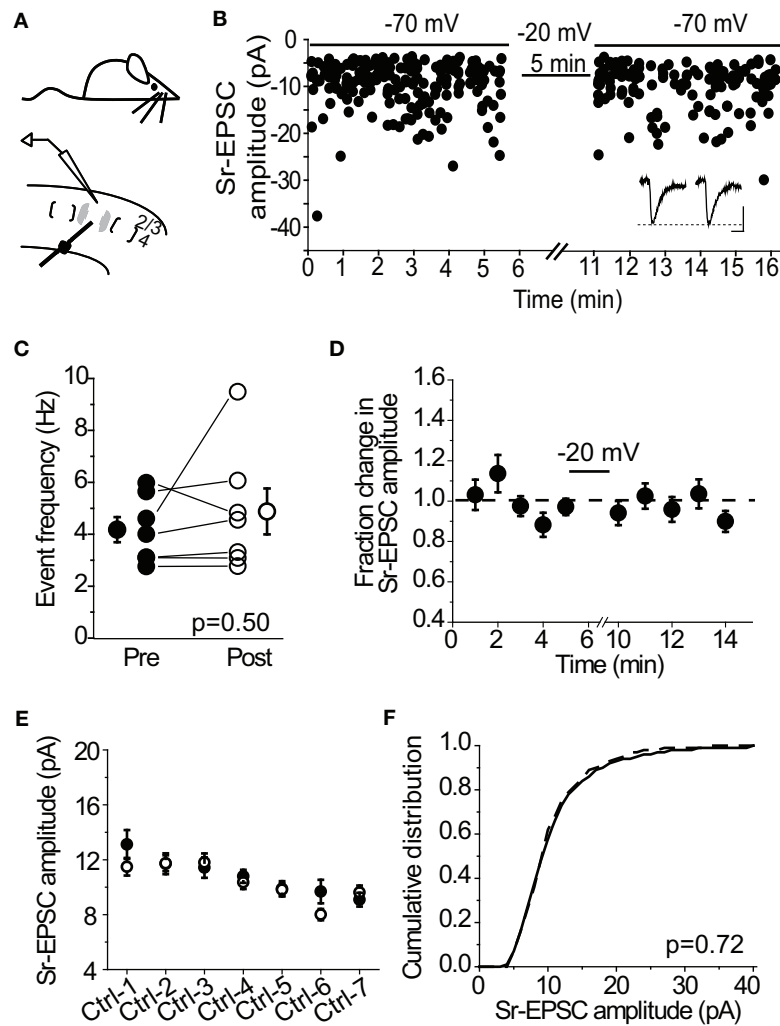 A
2/3
4
B
-70 mV
-20 mV
5 min
-70 mV
Sr-EPSC
amplitude (pA)
0
-10
-20
-30
-40
0 1 2 3 4 5 6 11 12 13 14 15 16
Time (min)
C
Event frequency (Hz)
10
8
6
4
2
0
p=0.50
Pre Post
D
Fraction change in
Sr-EPSC amplitude
1.6
1.4
1.2
1.0
0.8
0.6
0.4
-20 mV
0 2 4 6 10 12 14
Time (min)
E
Sr-EPSC amplitude (pA)
20
16
12
8
4
Ctrl-1 Ctrl-2 Ctrl-3 Ctrl-4 Ctrl-5 Ctrl-6 Ctrl-7
F
Cumulative distribution
1.0
0.8
0.6
0.4
0.2
0.0
p=0.72
0 10 20 30 40
Sr-EPSC amplitude (pA)